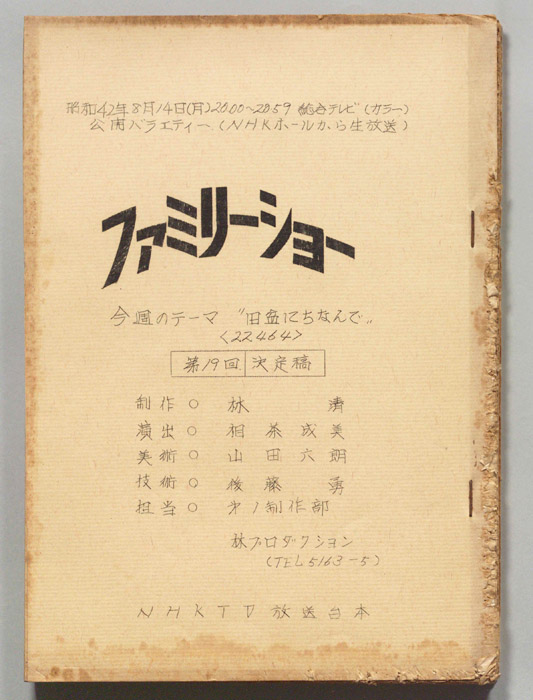 昭和42年8月14日(月)20.00〜20.59 総合テレビ(カラー)
公開バラエティー(NHKホールから生放送)
ファミリーショー
今週のテーマ "旧盆にちなんで"
〈22464〉
第19回 決定稿
制作○ 林 清
演出○ 相茶成美
美術○ 山田六朗
技術○ 後藤 勇
担当○ 第1制作部
林プロダクション
(TEL5163-5)
NHKTV放送台本